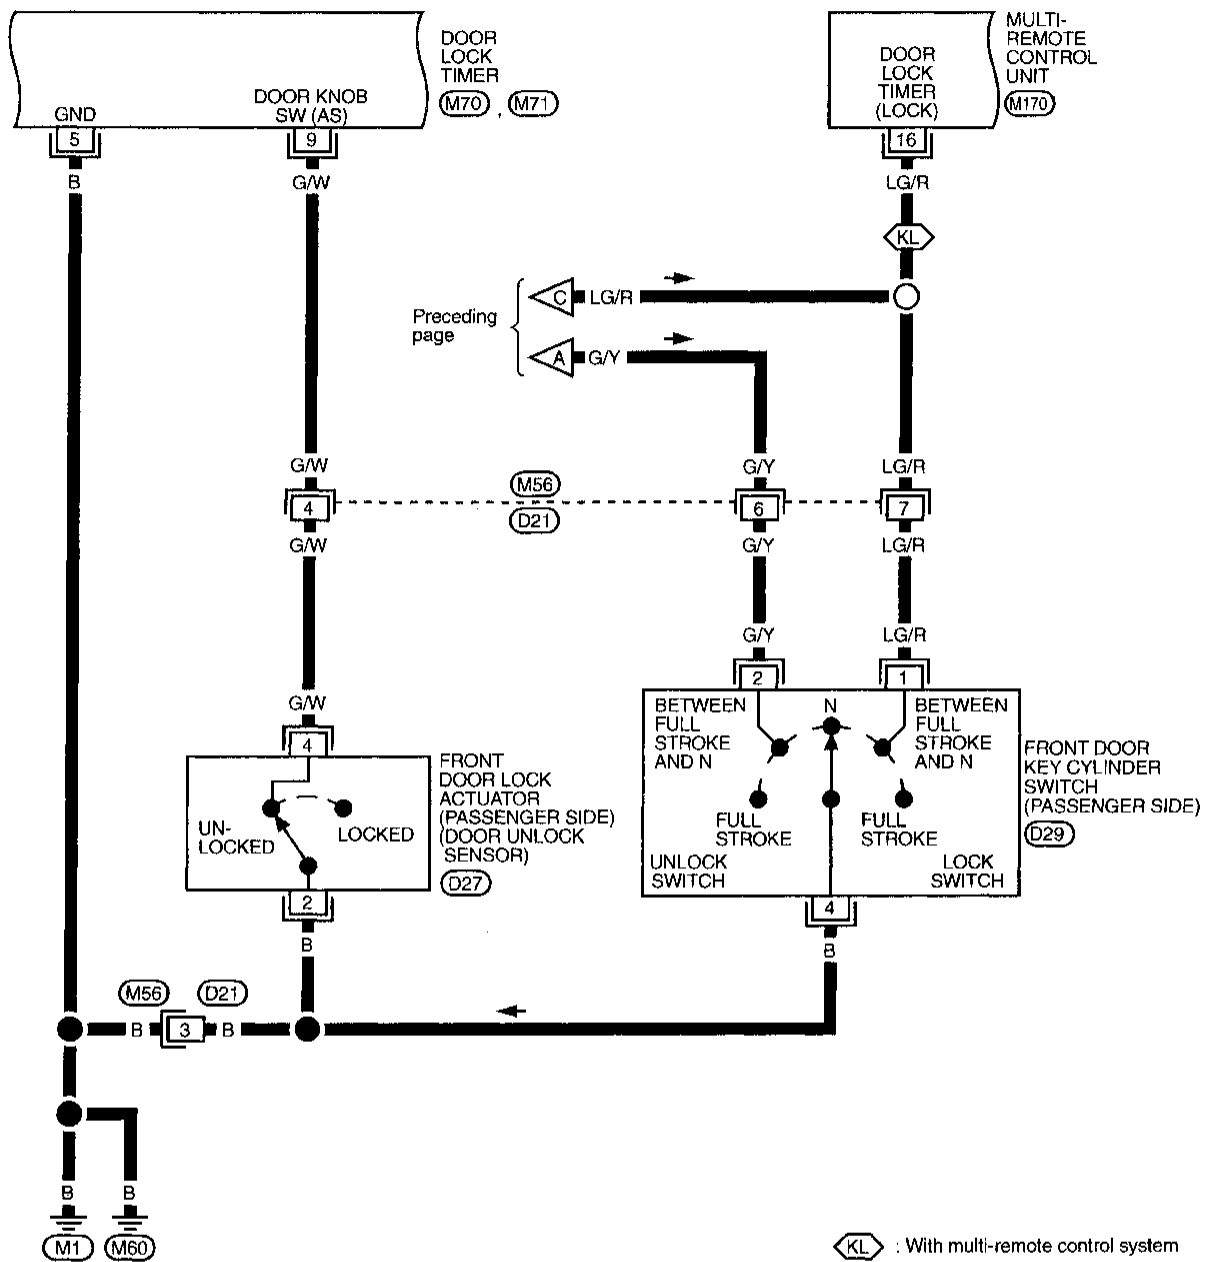 DOOR
LOCK
TIMER
M70 , M71
GND
DOOR KNOB
SW (AS)
5
9
B
G/W
DOOR
LOCK
TIMER
(LOCK)
MULTI-
REMOTE
CONTROL
UNIT
M170
16
LG/R
KL
Preceding
page
C
LG/R
A
G/Y
G/W
G/Y
LG/R
4
M56
D21
6
7
G/W
G/Y
LG/R
G/Y
LG/R
2
1
G/W
4
UN-
LOCKED
LOCKED
FRONT
DOOR LOCK
ACTUATOR
(PASSENGER SIDE)
(DOOR UNLOCK
SENSOR)
D27
2
B
BETWEEN
FULL
STROKE
AND N
N
BETWEEN
FULL
STROKE
AND N
FULL
STROKE
FULL
STROKE
UNLOCK
SWITCH
LOCK
SWITCH
FRONT DOOR
KEY CYLINDER
SWITCH
(PASSENGER SIDE)
D29
4
B
M56
D21
B
3
B
B
B
M1
M60
KL : With multi-remote control system